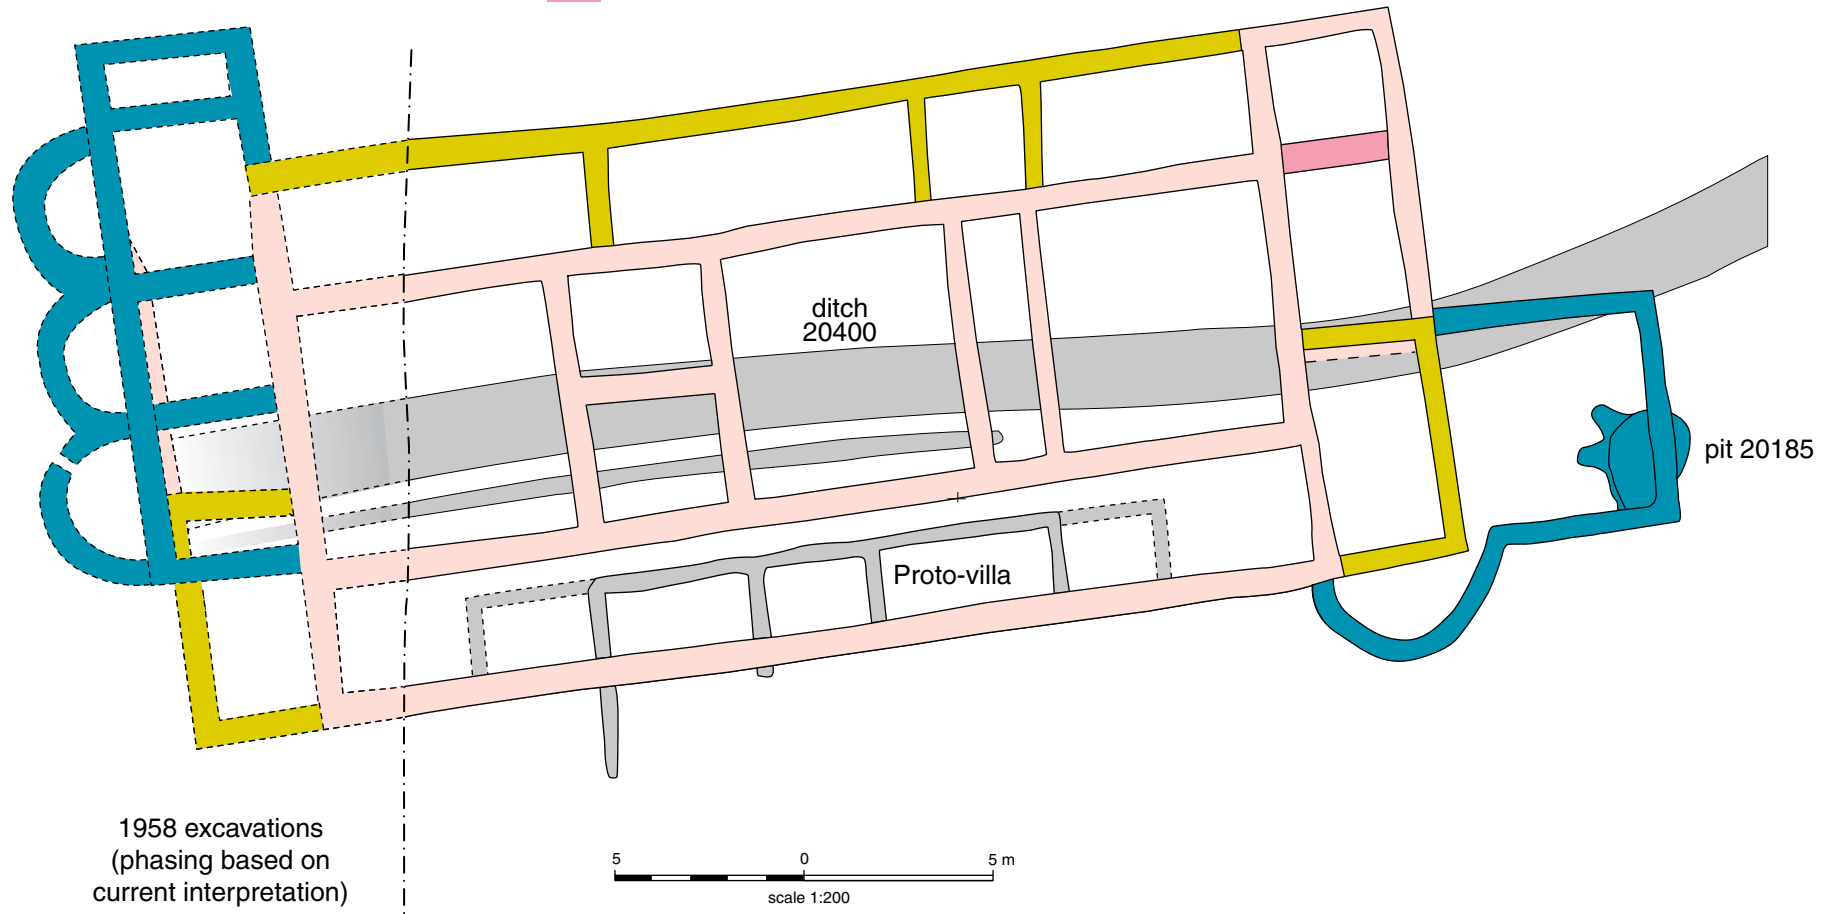 ditch
20400
pit 20185
Proto-villa
1958 excavations
(phasing based on
current interpretation)
5 0 5 m
scale 1:200